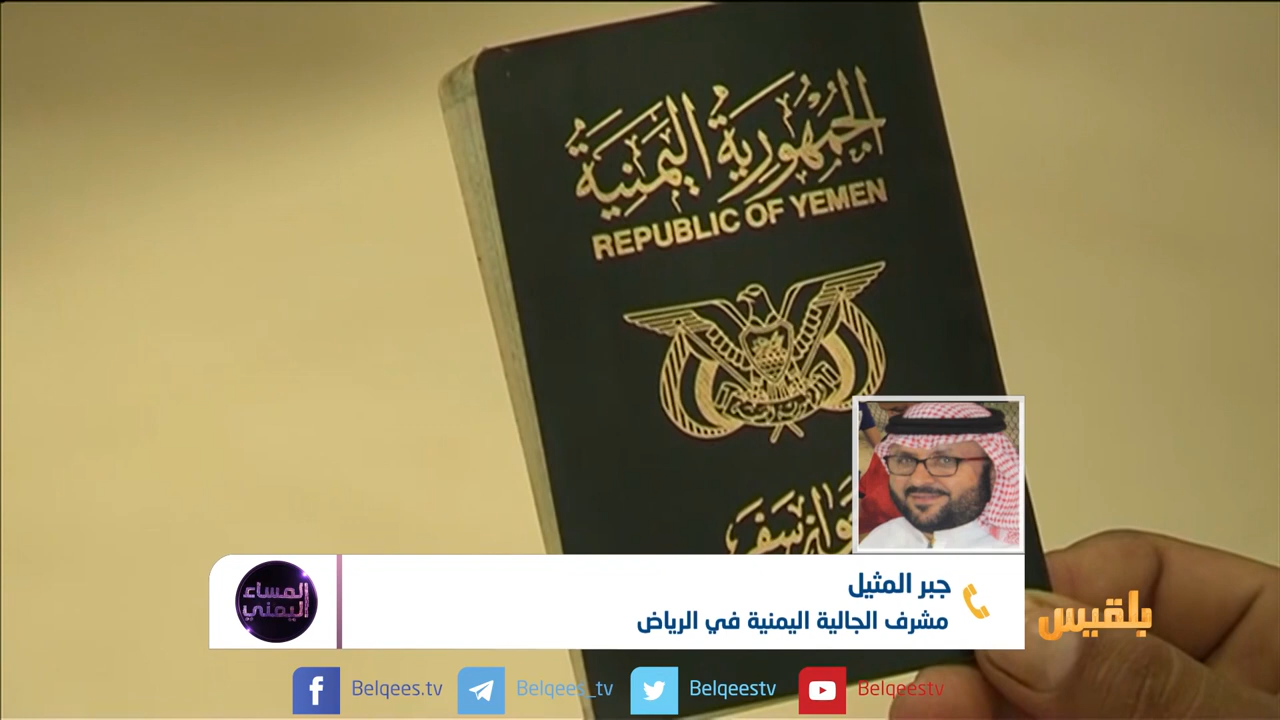 الجمهورية اليمنية
REPUBLIC OF YEMEN
سفر
جبر المثيل
مشرف الجالية اليمنية في الرياض
المساء
اليمني
بلقيس
Belqees.tv
Belqees_tv
Belqeestv
Belqeestv